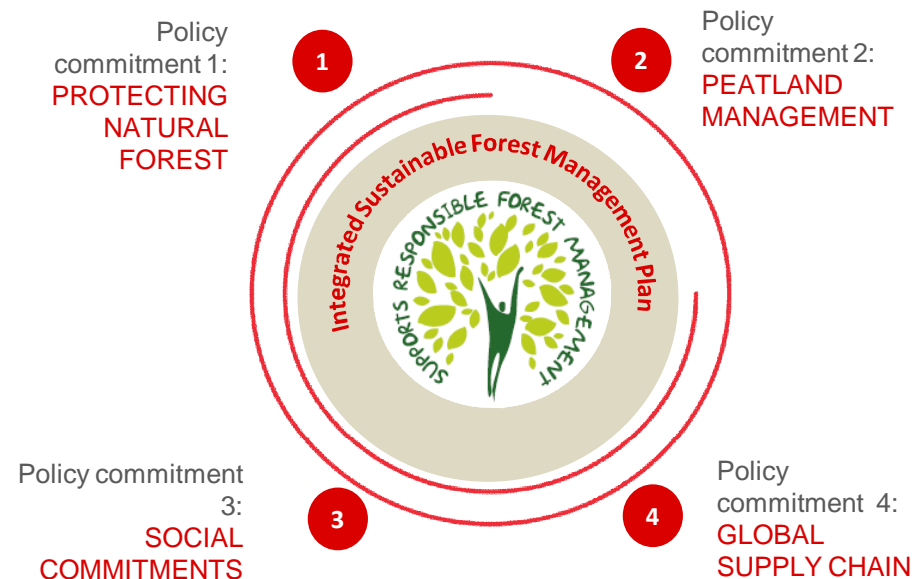 Policy
commitment 1:
PROTECTING
NATURAL
FOREST
1
2
Policy
commitment 2:
PEATLAND
MANAGEMENT
Integrated Sustainable Forest Management Plan
SUPPORTS RESPONSIBLE FOREST MANAGEMENT
Policy commitment
3:
SOCIAL
COMMITMENTS
3
4
Policy
commitment 4:
GLOBAL
SUPPLY CHAIN